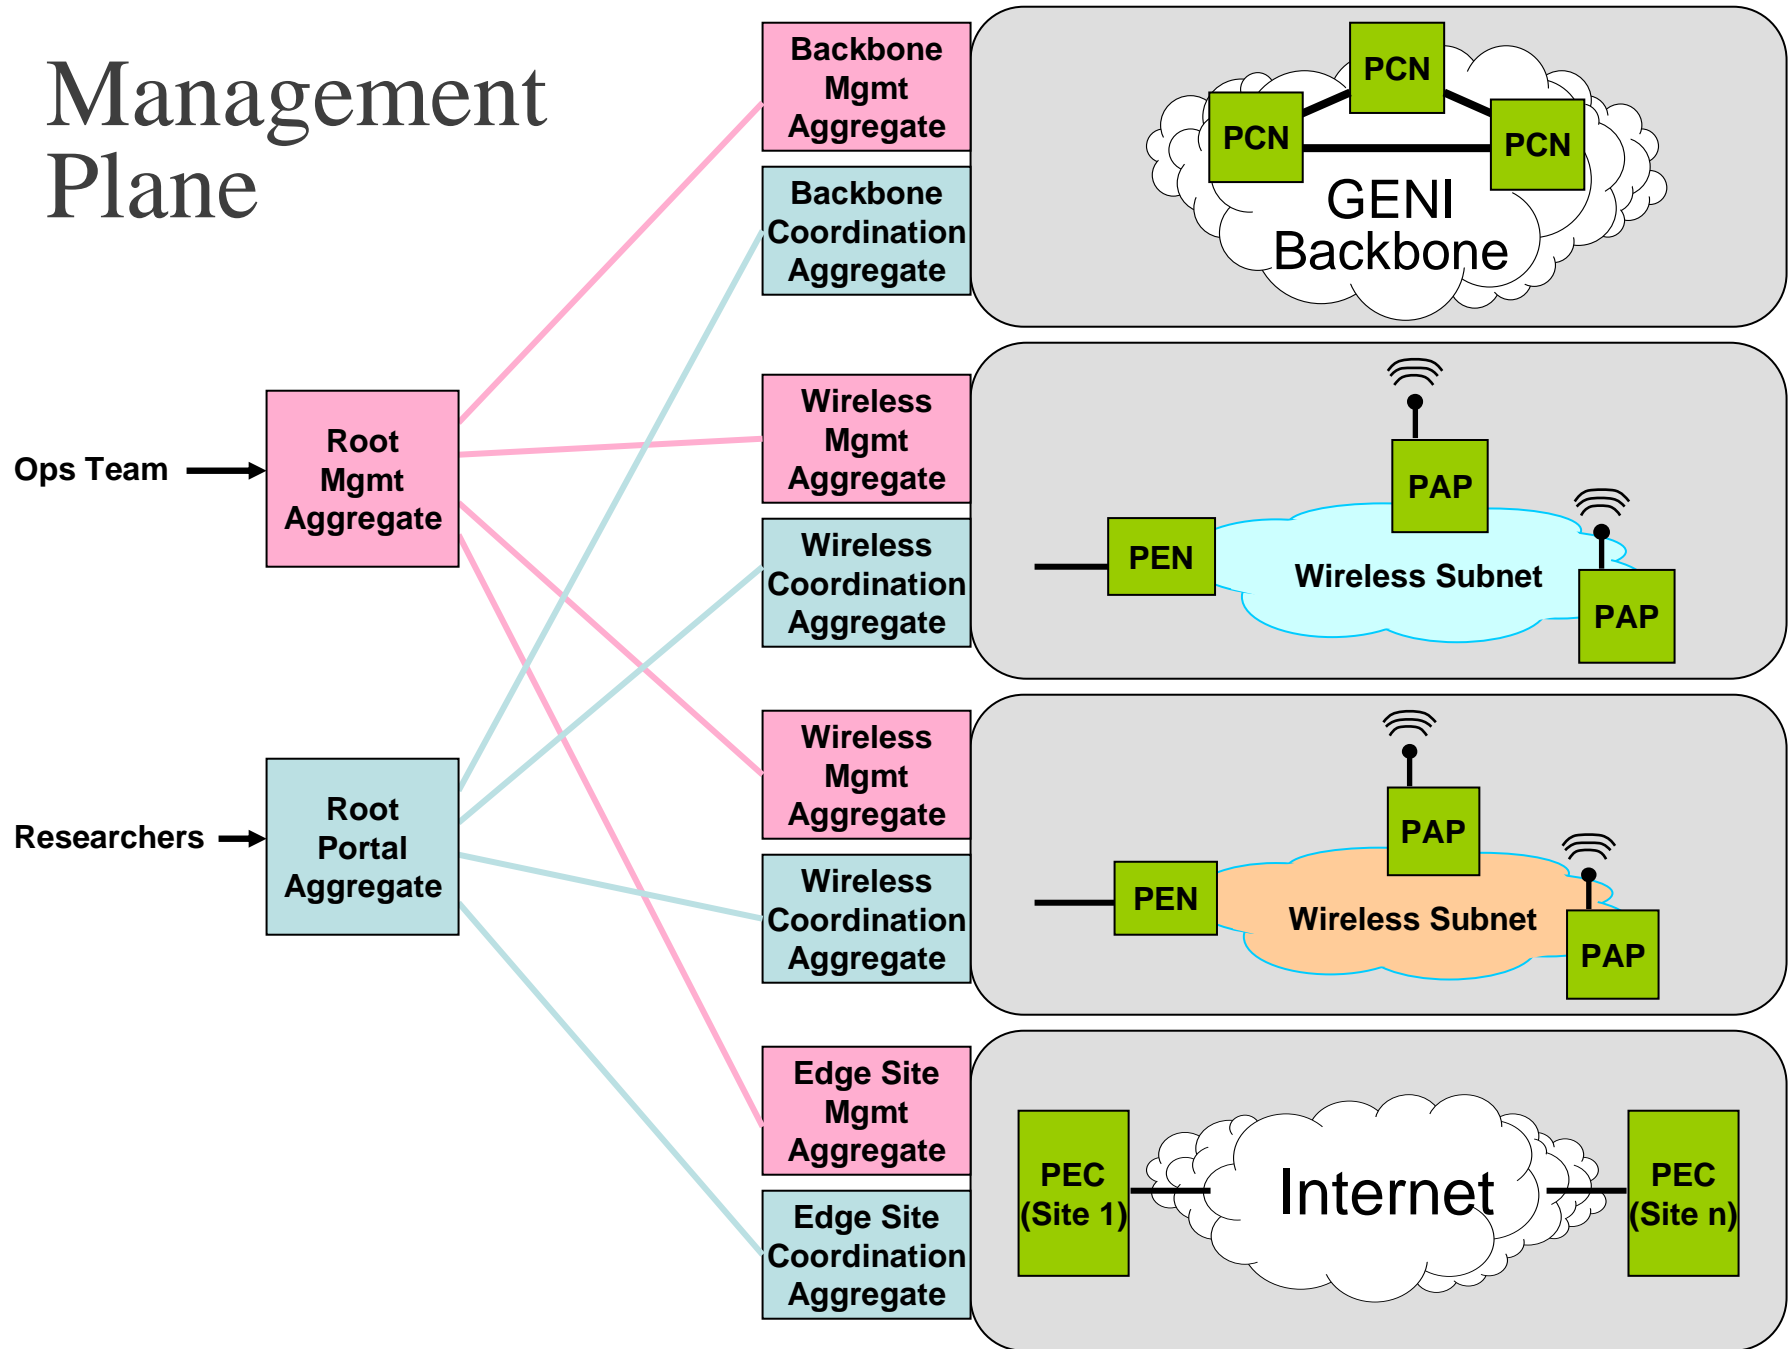 Management
Plane
Backbone
Mgmt
Aggregate
Backbone
Coordination
Aggregate
PCN
PCN
PCN
GENI
Backbone
Ops Team
Root
Mgmt
Aggregate
Wireless
Mgmt
Aggregate
Wireless
Coordination
Aggregate
PAP
PEN
Wireless Subnet
PAP
Researchers
Root
Portal
Aggregate
Wireless
Mgmt
Aggregate
Wireless
Coordination
Aggregate
PAP
PEN
Wireless Subnet
PAP
Edge Site
Mgmt
Aggregate
Edge Site
Coordination
Aggregate
PEC
(Site 1)
Internet
PEC
(Site n)